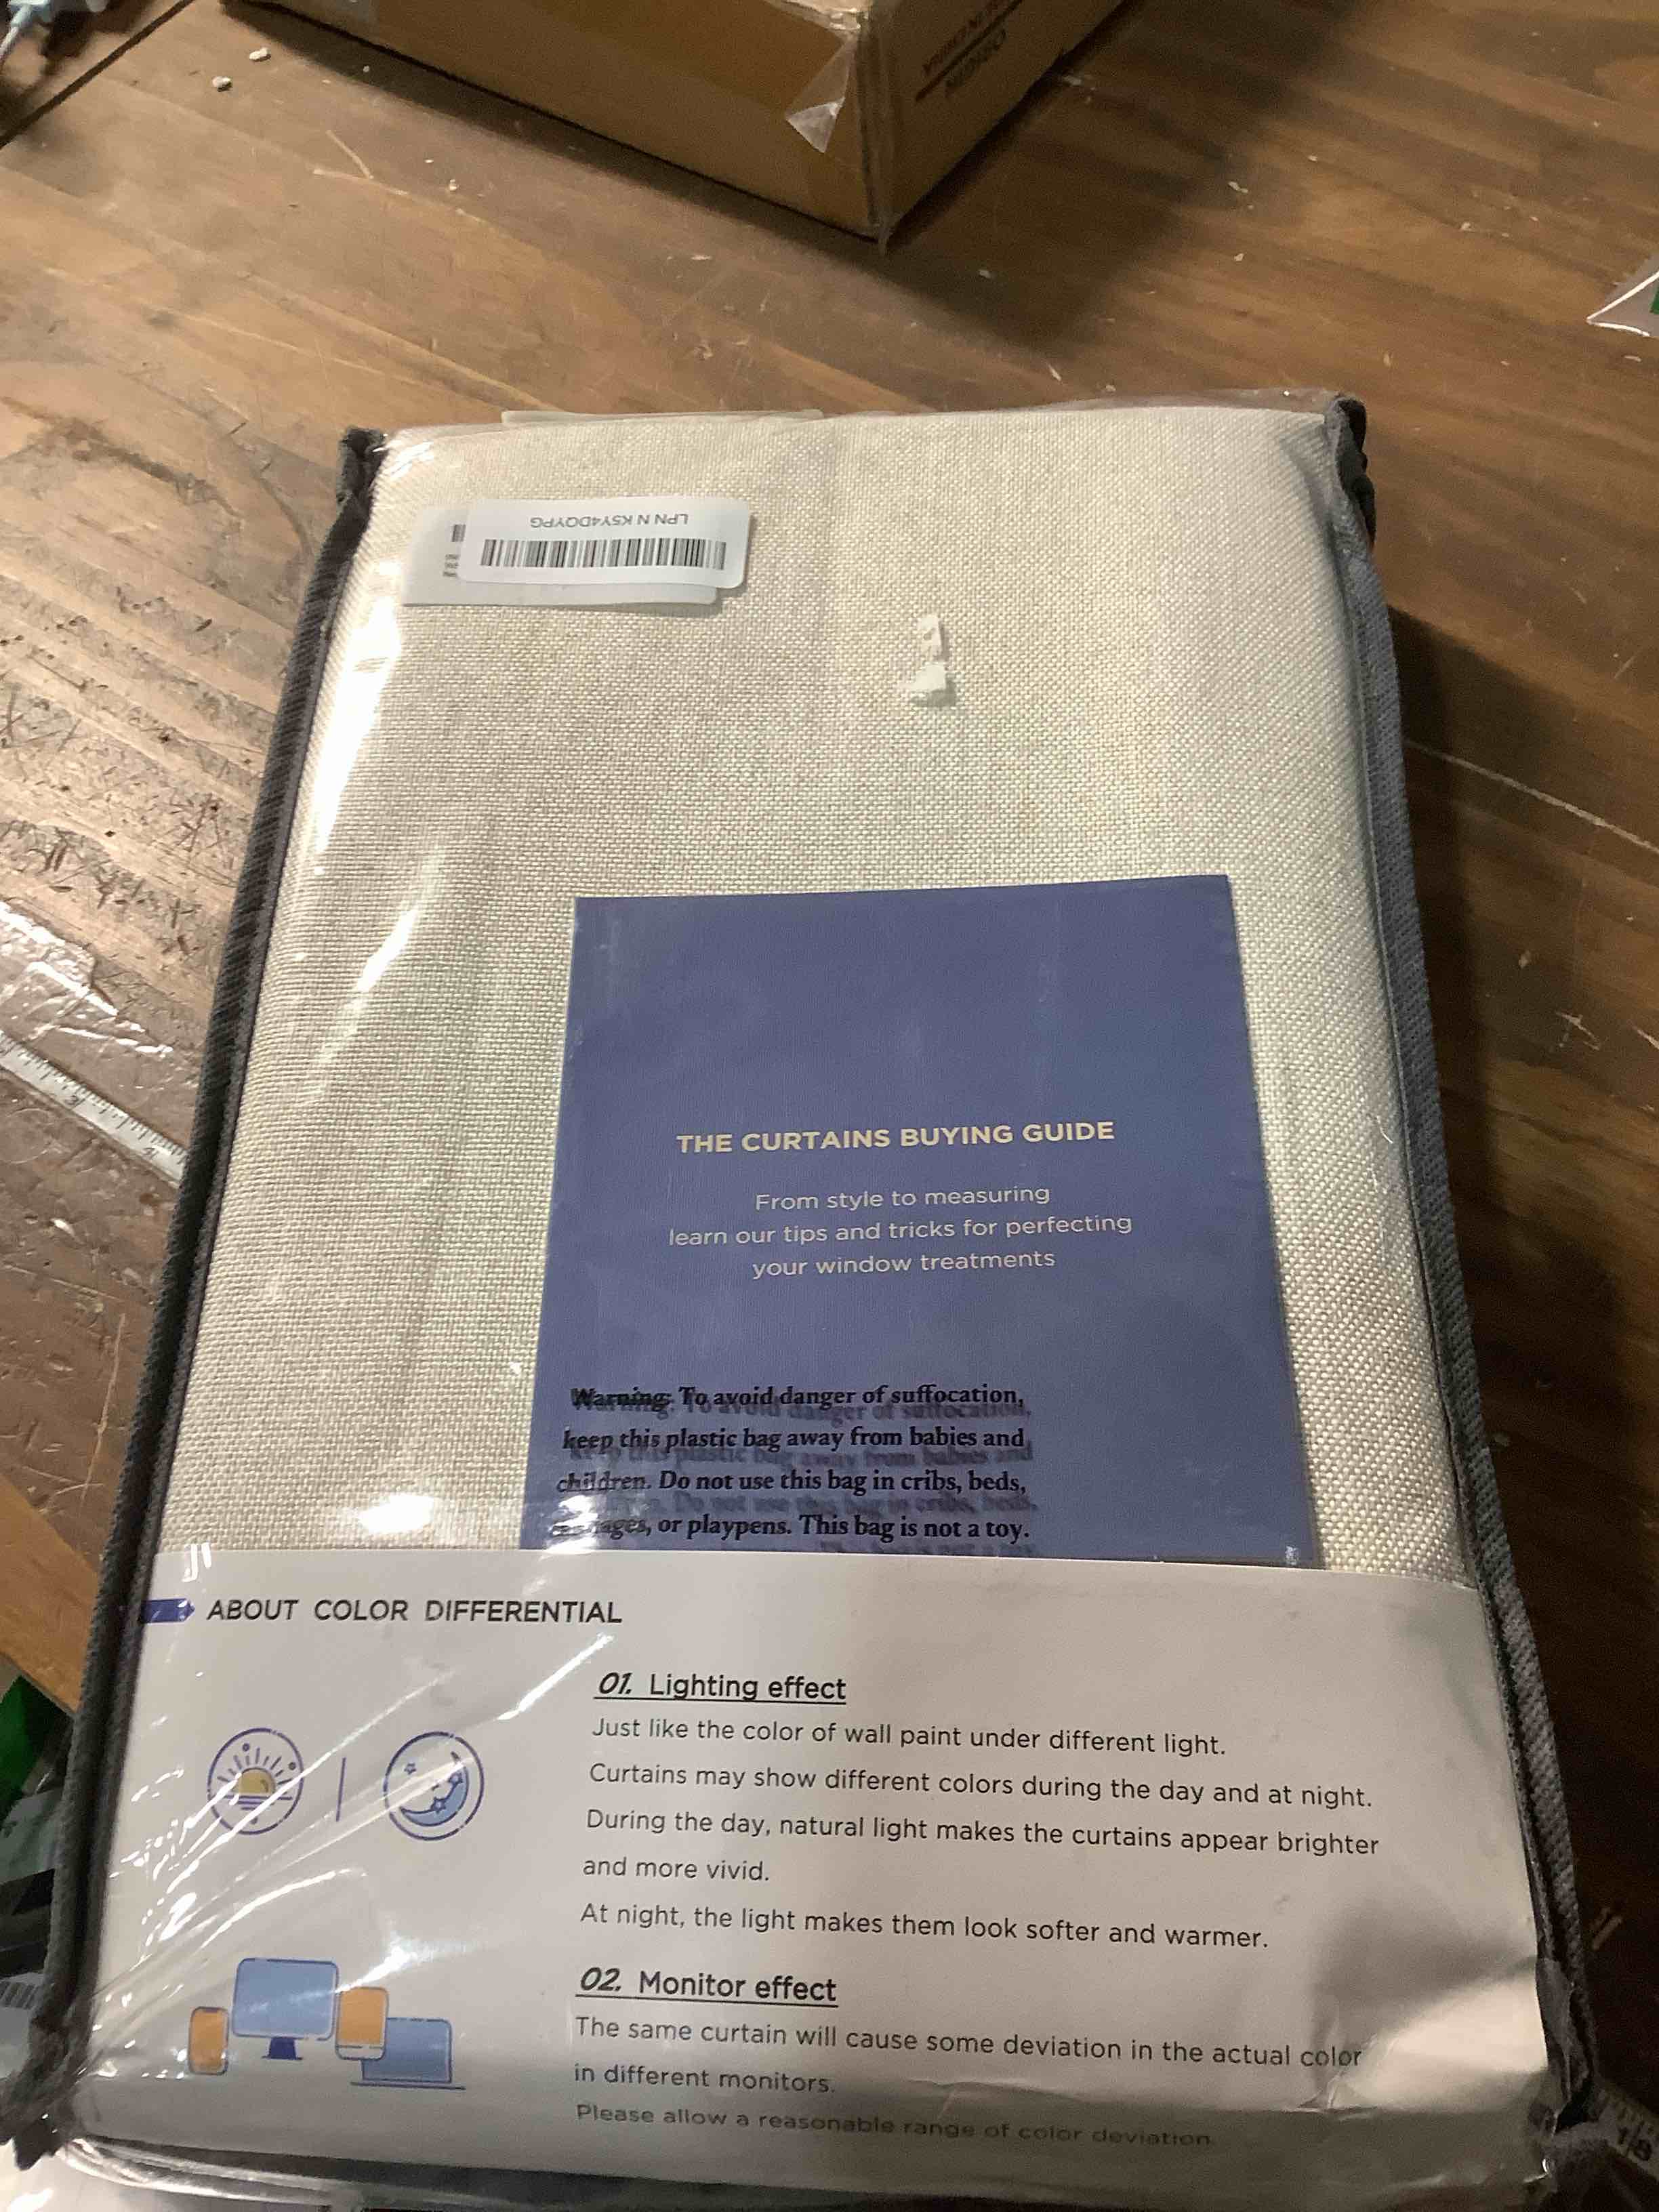 ORIGIN
LPN N KSY4DQYPG
THE CURTAINS BUYING GUIDE
From style to measuring
learn our tips and tricks for perfecting
your window treatments
Warning: To avoid danger of suffocation,
keep this plastic bag away from babies and
children. Do not use this bag in cribs, beds,
or playpens. This bag is not a toy.
ABOUT COLOR DIFFERENTIAL
01. Lighting effect
Just like the color of wall paint under different light.
Curtains may show different colors during the day and at night.
During the day, natural light makes the curtains appear brighter
and more vivid.
At night, the light makes them look softer and warmer.
02. Monitor effect
The same curtain will cause some deviation in the actual color
in different monitors.
Please allow a reasonable range of color deviation.
18